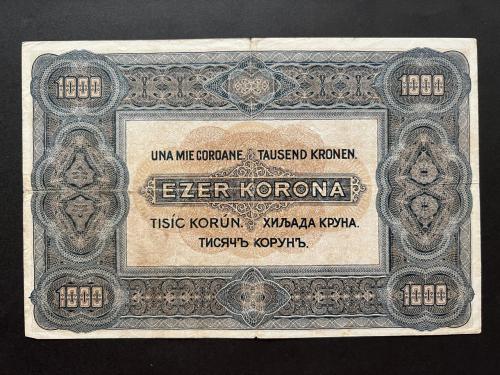 1000 1000
UNA MIE COROANE. TAUSEND KRONEN.
EZER KORONA
TISÍC KORÚN. ХИЉАДА КРУНА.
ТИСЯЧЪ КОРУНЪ.
1000 1000